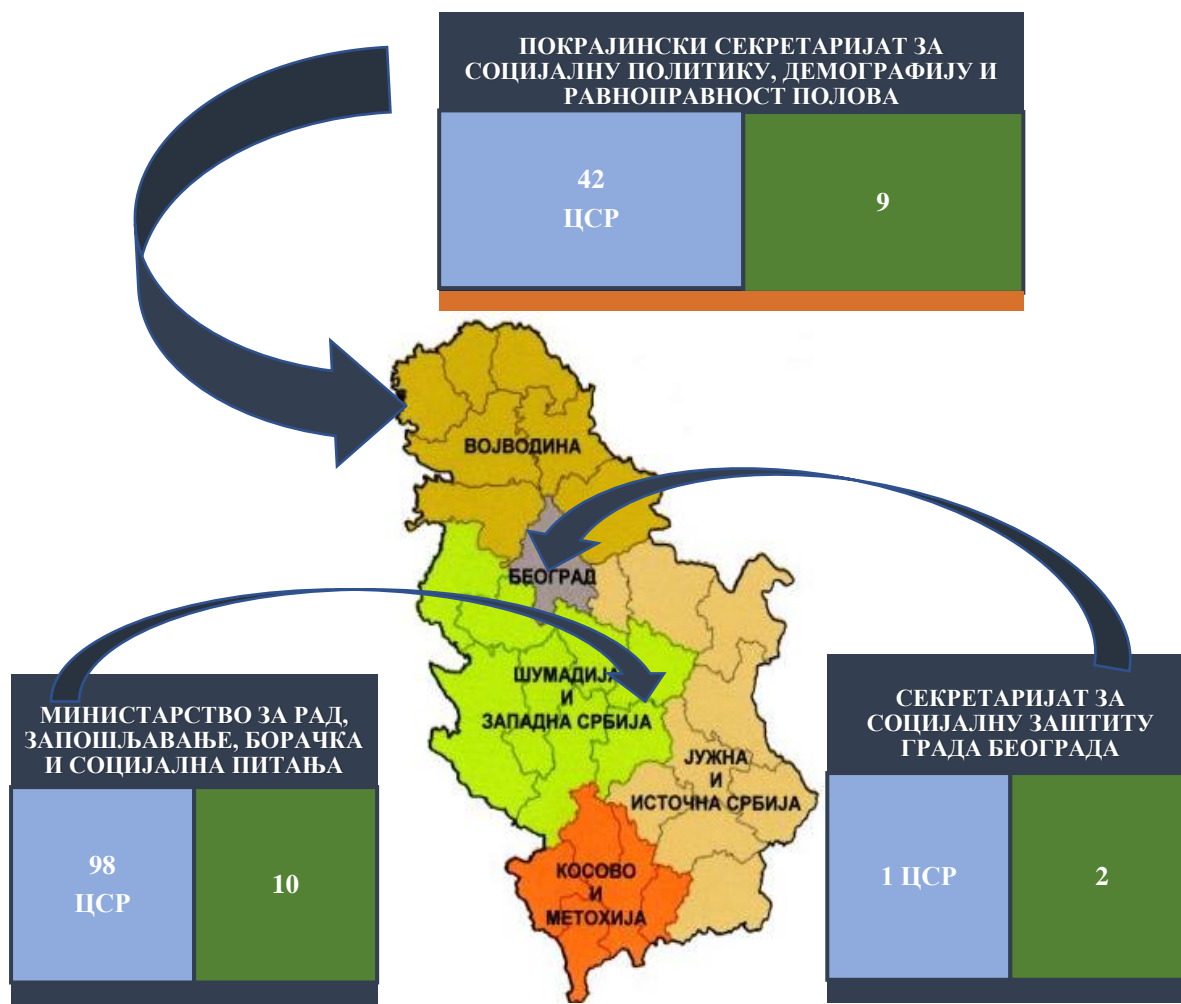 ПОКРАЈИНСКИ СЕКРЕТАРИЈАТ ЗА
СОЦИЈАЛНУ ПОЛИТИКУ, ДЕМОГРАФИЈУ И
РАВНОПРАВНОСТ ПОЛОВА
42
ЦСР
9
ВОЈВОДИНА
БЕОГРАД
ШУМАДИЈА
И
ЗАПАДНА СРБИЈА
ЈУЖНА
И
ИСТОЧНА СРБИЈА
КОСОВО
И
МЕТОХИЈА
МИНИСТАРСТВО ЗА РАД,
ЗАПОШЉАВАЊЕ, БОРАЧКА
И СОЦИЈАЛНА ПИТАЊА
98
ЦСР
10
СЕКРЕТАРИЈАТ ЗА
СОЦИЈАЛНУ ЗАШТИТУ
ГРАДА БЕОГРАДА
1 ЦСР
2